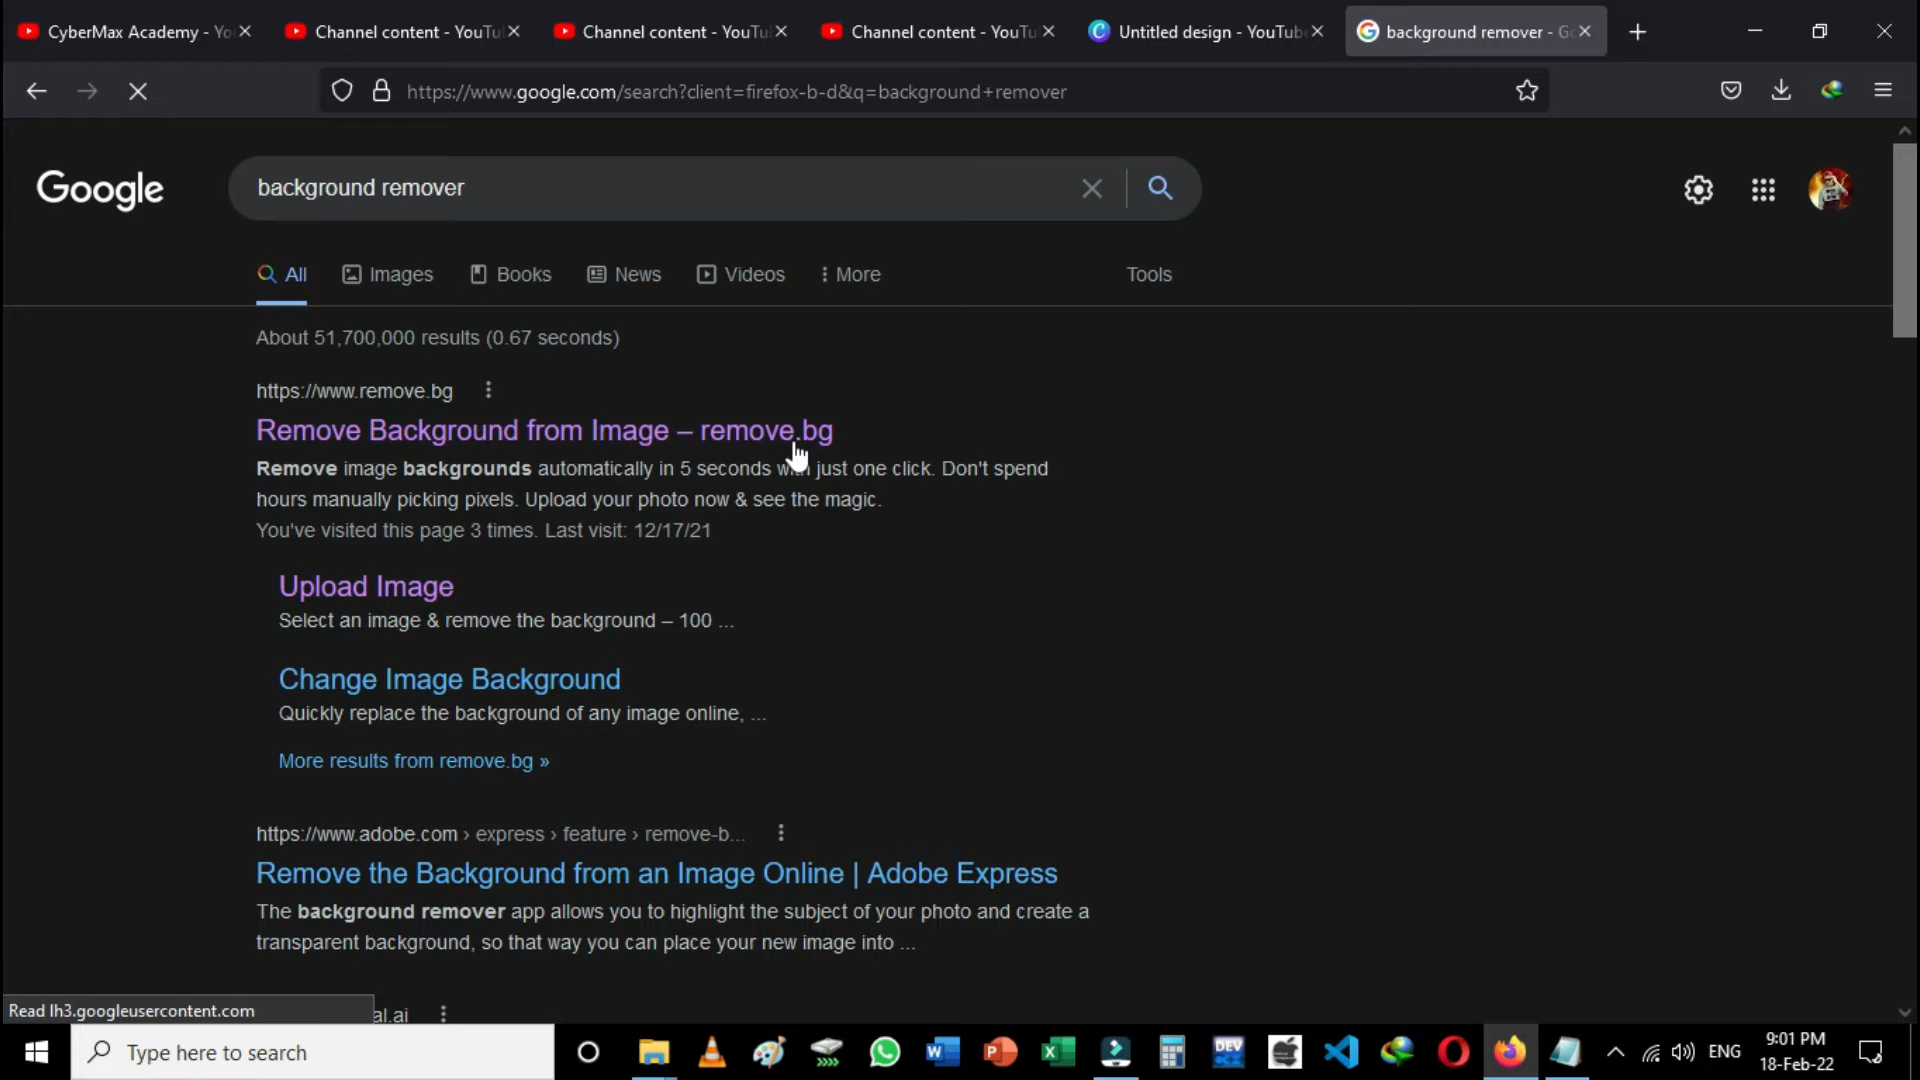 CyberMax Academy - Yo
Channel content - YouTu
Channel content - YouTu
Channel content - YouTu
Untitled design - YouTub
background remover - Go
https://www.google.com/search?client=firefox-b-d&q=background+remover
Google
background remover
All
Images
Books
News
Videos
More
Tools
About 51,700,000 results (0.67 seconds)
https://www.remove.bg
Remove Background from Image – remove.bg
Remove image backgrounds automatically in 5 seconds with just one click. Don't spend
hours manually picking pixels. Upload your photo now & see the magic.
You've visited this page 3 times. Last visit: 12/17/21
Upload Image
Select an image & remove the background – 100 ...
Change Image Background
Quickly replace the background of any image online, ...
More results from remove.bg »
https://www.adobe.com › express › feature › remove-b...
Remove the Background from an Image Online | Adobe Express
The background remover app allows you to highlight the subject of your photo and create a
transparent background, so that way you can place your new image into ...
Read lh3.googleusercontent.com
al.ai
Type here to search
DEV
ENG
9:01 PM
18-Feb-22